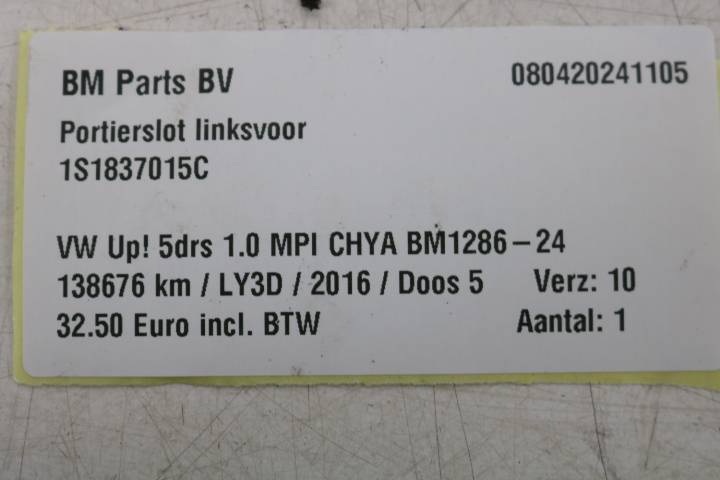 BM Parts BV 080420241105
Portierslot linksvoor
1S1837015C
VW Up! 5drs 1.0 MPI CHYA BM1286-24
138676 km / LY3D / 2016 / Doos 5 Verz: 10
32.50 Euro incl. BTW Aantal: 1